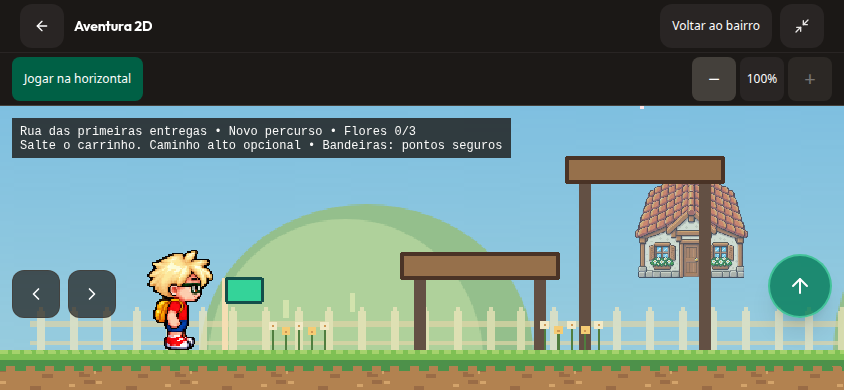 Aventura 2D
Voltar ao bairro
Jogar na horizontal
100%
Rua das primeiras entregas • Novo percurso • Flores 0/3
Salte o carrinho. Caminho alto opcional • Bandeiras: pontos seguros